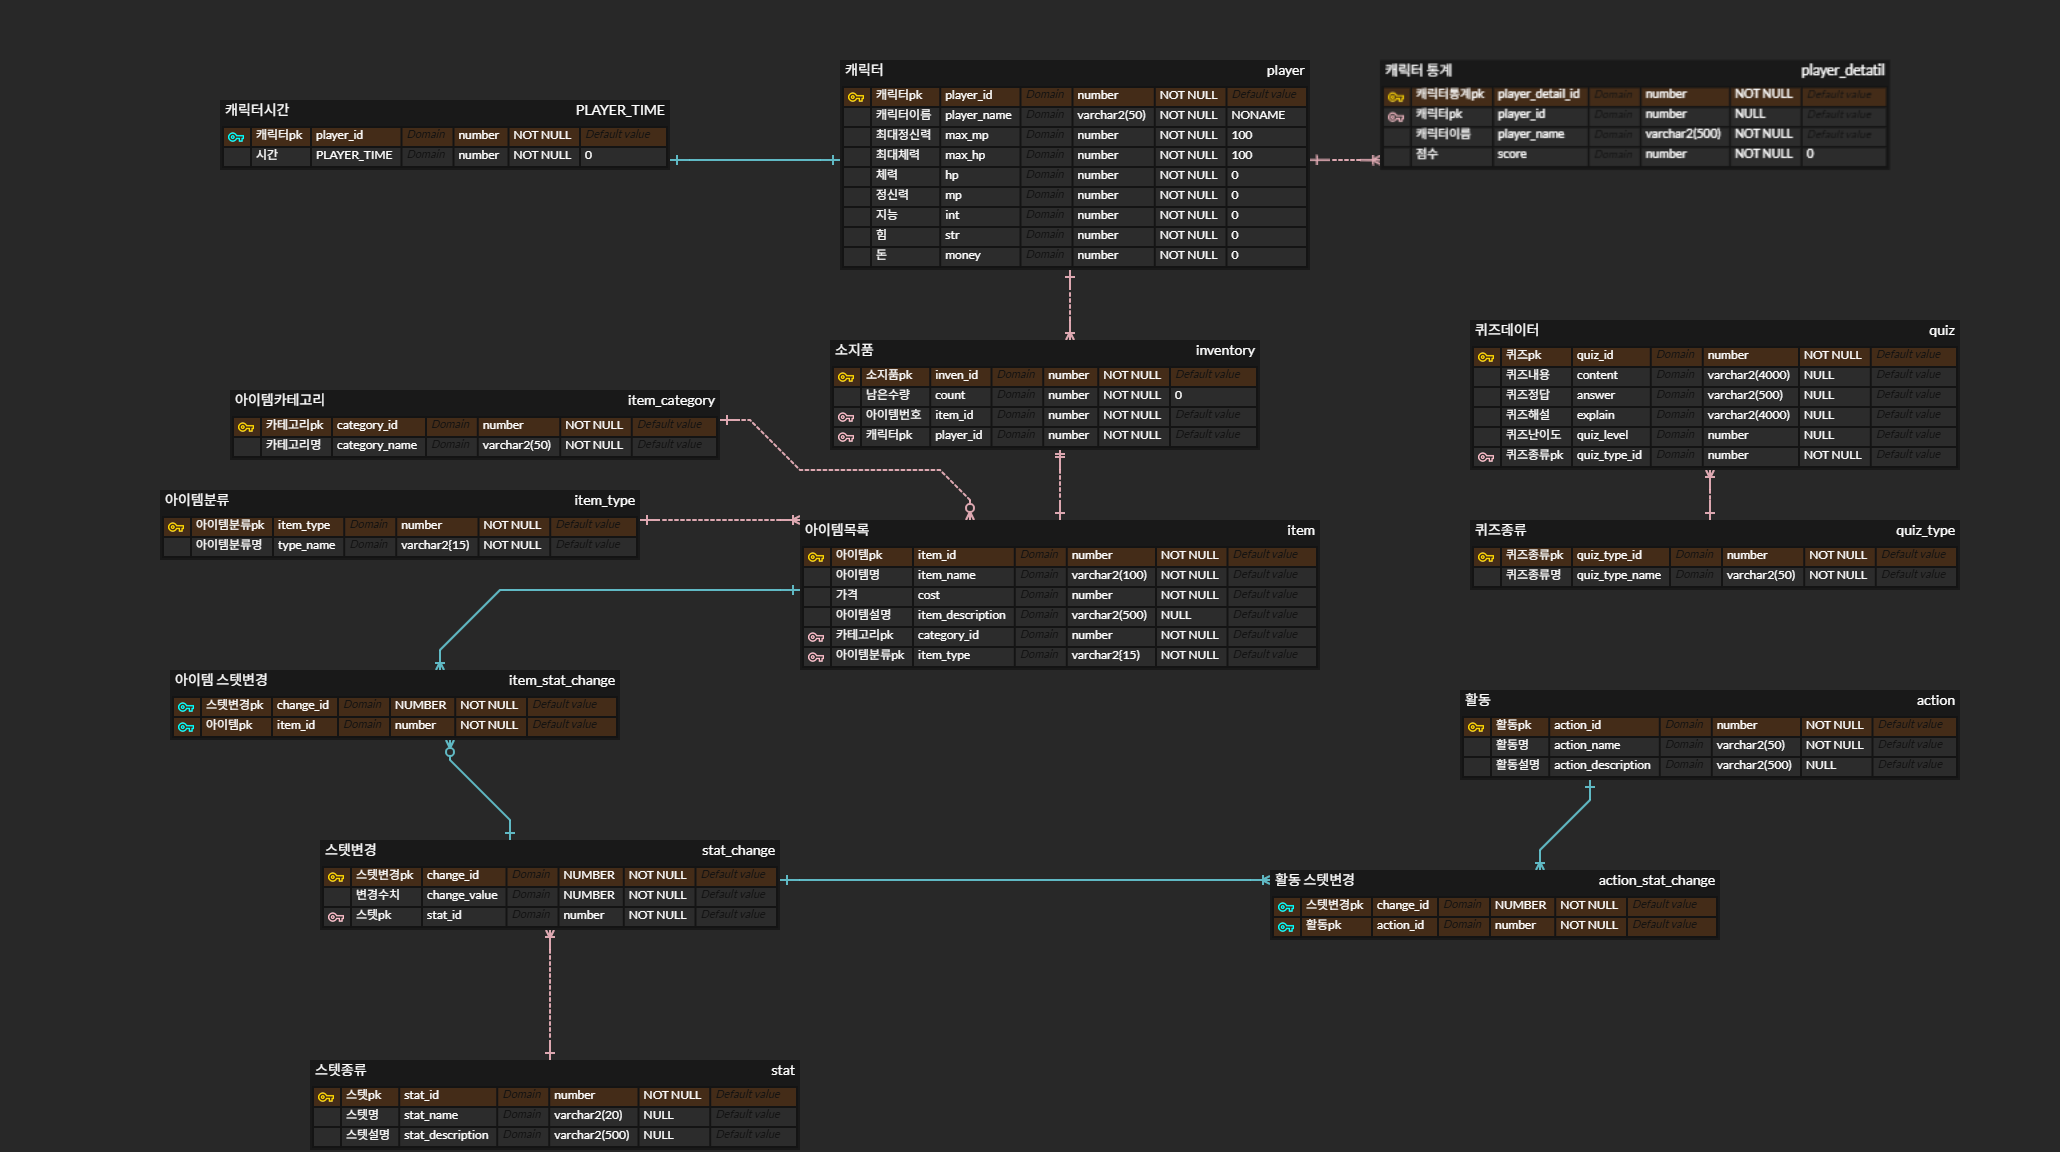 캐릭터시간 PLAYER_TIME
캐릭터pk player_id Domain number NOT NULL Default value
시간 PLAYER_TIME Domain number NOT NULL 0
캐릭터 player
캐릭터pk player_id Domain number NOT NULL Default value
캐릭터이름 player_name Domain varchar2(50) NOT NULL NONAME
최대정신력 max_mp Domain number NOT NULL 100
최대체력 max_hp Domain number NOT NULL 100
체력 hp Domain number NOT NULL 0
정신력 mp Domain number NOT NULL 0
지능 int Domain number NOT NULL 0
힘 str Domain number NOT NULL 0
돈 money Domain number NOT NULL 0
캐릭터 통계 player_detatil
캐릭터통계pk player_detail_id Domain number NOT NULL Default value
캐릭터pk player_id Domain number NULL Default value
캐릭터이름 player_name Domain varchar2(500) NOT NULL Default value
점수 score Domain number NOT NULL 0
소지품 inventory
소지품pk inven_id Domain number NOT NULL Default value
남은수량 count Domain number NOT NULL 0
아이템번호 item_id Domain number NOT NULL Default value
캐릭터pk player_id Domain number NOT NULL Default value
퀴즈데이터 quiz
퀴즈pk quiz_id Domain number NOT NULL Default value
퀴즈내용 content Domain varchar2(4000) NULL Default value
퀴즈정답 answer Domain varchar2(500) NULL Default value
퀴즈해설 explain Domain varchar2(4000) NULL Default value
퀴즈난이도 quiz_level Domain number NULL Default value
퀴즈종류pk quiz_type_id Domain number NOT NULL Default value
아이템카테고리 item_category
카테고리pk category_id Domain number NOT NULL Default value
카테고리명 category_name Domain varchar2(50) NOT NULL Default value
아이템분류 item_type
아이템분류pk item_type Domain number NOT NULL Default value
아이템분류명 type_name Domain varchar2{15) NOT NULL Default value
아이템목록 item
아이템pk item_id Domain number NOT NULL Default value
아이템명 item_name Domain varchar2(100) NOT NULL Default value
가격 cost Domain number NOT NULL Default value
아이템설명 item_description Domain varchar2(500) NULL Default value
카테고리pk category_id Domain number NOT NULL Default value
아이템분류pk item_type Domain varchar2{15) NOT NULL Default value
퀴즈종류 quiz_type
퀴즈종류pk quiz_type_id Domain number NOT NULL Default value
퀴즈종류명 quiz_type_name Domain varchar2(50) NOT NULL Default value
아이템 스텟변경 item_stat_change
스텟변경pk change_id Domain NUMBER NOT NULL Default value
아이템pk item_id Domain number NOT NULL Default value
활동 action
활동pk action_id Domain number NOT NULL Default value
활동명 action_name Domain varchar2(50) NOT NULL Default value
활동설명 action_description Domain varchar2(500) NULL Default value
스텟변경 stat_change
스텟변경pk change_id Domain NUMBER NOT NULL Default value
변경수치 change_value Domain NUMBER NOT NULL Default value
스텟pk stat_id Domain number NOT NULL Default value
활동 스텟변경 action_stat_change
스텟변경pk change_id Domain NUMBER NOT NULL Default value
활동pk action_id Domain number NOT NULL Default value
스텟종류 stat
스텟pk stat_id Domain number NOT NULL Default value
스텟명 stat_name Domain varchar2(20) NULL Default value
스텟설명 stat_description Domain varchar2(500) NULL Default value